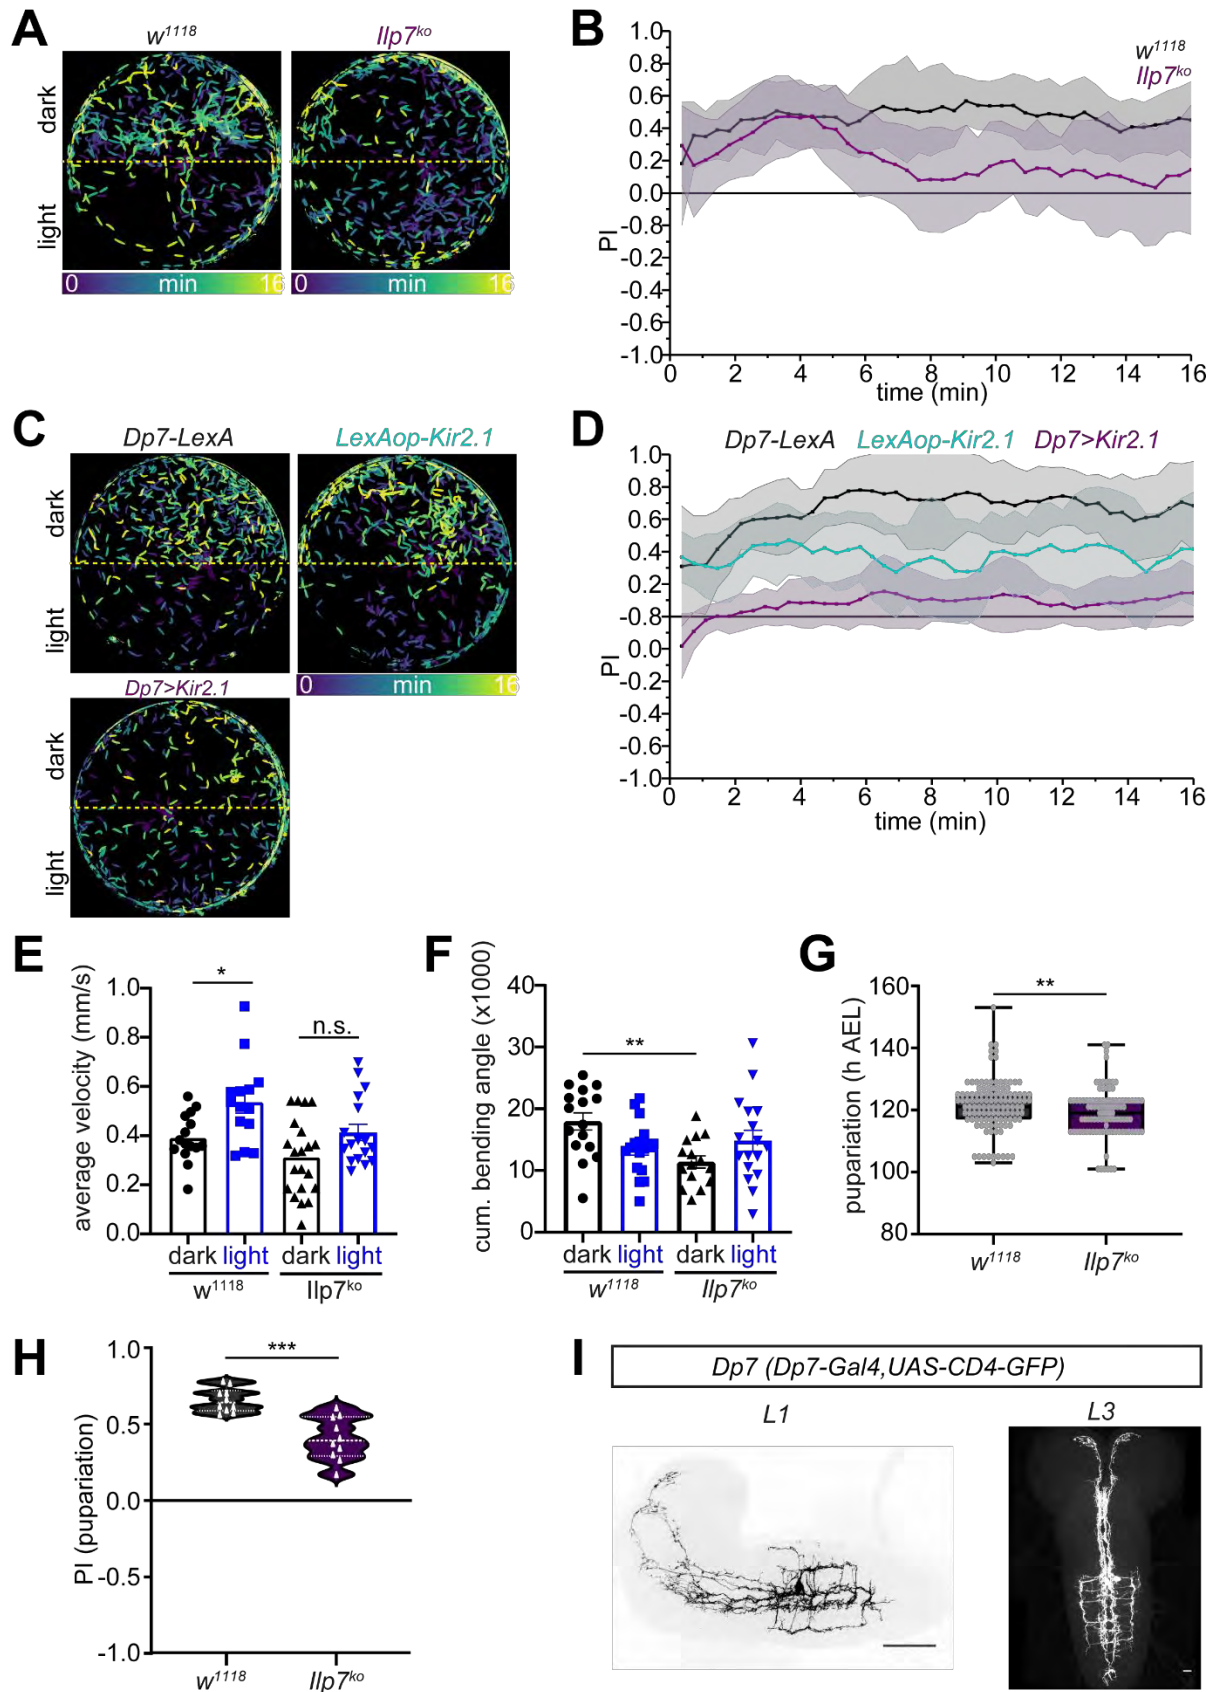 A
w1118
Ilp7ko
dark
light
0 min 16
0 min 16
B
w1118
Ilp7ko
1.0
0.8
0.6
0.4
0.2
0.0
-0.8
-0.2
-0.4
-0.6
-1.0
PI
0 2 4 6 8 10 12 14 16
time (min)
C
Dp7-LexA
LexAop-Kir2.1
dark
light
0 min 16
Dp7>Kir2.1
dark
light
D
Dp7-LexA LexAop-Kir2.1 Dp7>Kir2.1
1.0
0.8
0.6
0.4
0.2
-0.8
0.0
-0.2
-0.4
-0.6
-1.0
PI
0 2 4 6 8 10 12 14 16
time (min)
E
average velocity (mm/s)
1.0
0.8
0.6
0.4
0.2
0.0
*
n.s.
dark light dark light
w1118 Ilp7ko
F
cum. bending angle (x1000)
40
30
20
10
0
**
dark light dark light
w1118 Ilp7ko
G
pupariation (h AEL)
160
140
120
100
80
**
w1118 Ilp7ko
H
PI (pupariation)
1.0
0.5
0.0
-0.5
-1.0
***
w1118 Ilp7ko
I
Dp7 (Dp7-Gal4,UAS-CD4-GFP)
L1
L3